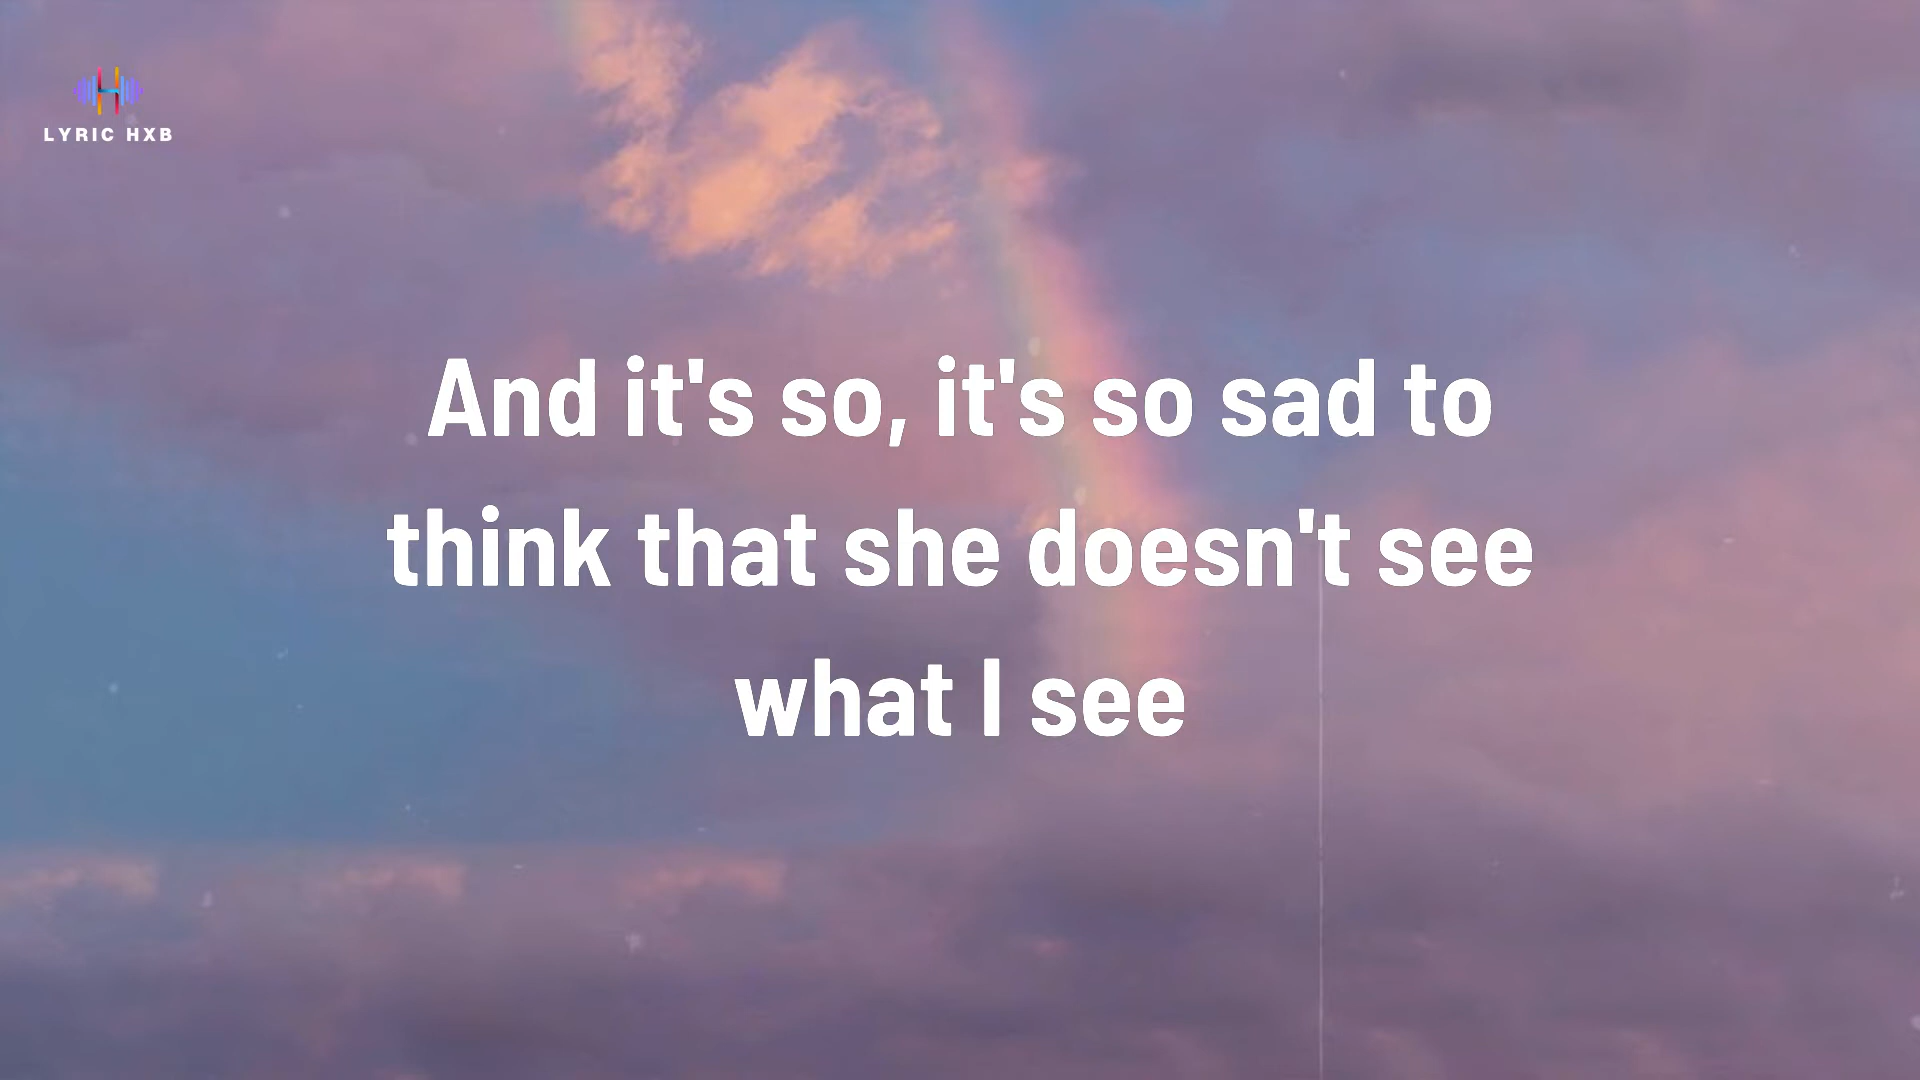 LYRIC HXB
And it's so, it's so sad to
think that she doesn't see
what I see